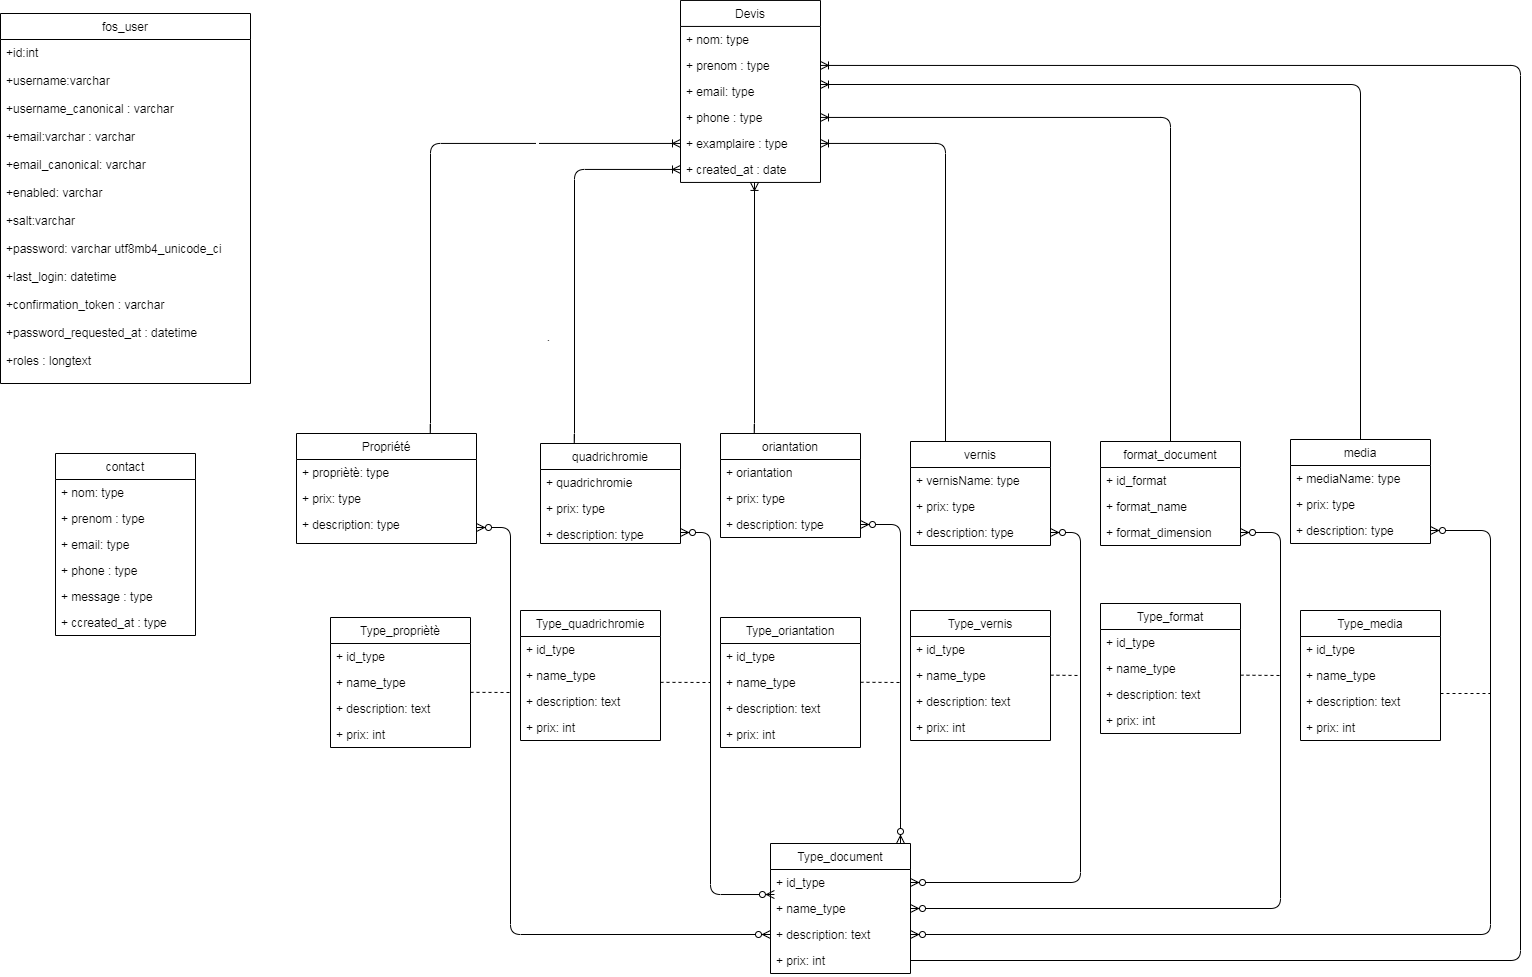 fos_user
+id:int
+username:varchar
+username_canonical : varchar
+email:varchar : varchar
+email_canonical: varchar
+enabled: varchar
+salt:varchar
+password: varchar utf8mb4_unicode_ci
+last_login: datetime
+confirmation_token : varchar
+password_requested_at : datetime
+roles : longtext
Devis
+ nom: type
+ prenom : type
+ email: type
+ phone : type
+ examplaire : type
+ created_at : date
contact
+ nom: type
+ prenom : type
+ email: type
+ phone : type
+ message : type
+ ccreated_at : type
Propriété
+ propriètè: type
+ prix: type
+ description: type
quadrichromie
+ quadrichromie
+ prix: type
+ description: type
oriantation
+ oriantation
+ prix: type
+ description: type
vernis
+ vernisName: type
+ prix: type
+ description: type
format_document
+ id_format
+ format_name
+ format_dimension
media
+ mediaName: type
+ prix: type
+ description: type
Type_propriètè
+ id_type
+ name_type
+ description: text
+ prix: int
Type_quadrichromie
+ id_type
+ name_type
+ description: text
+ prix: int
Type_oriantation
+ id_type
+ name_type
+ description: text
+ prix: int
Type_vernis
+ id_type
+ name_type
+ description: text
+ prix: int
Type_format
+ id_type
+ name_type
+ description: text
+ prix: int
Type_media
+ id_type
+ name_type
+ description: text
+ prix: int
Type_document
+ id_type
+ name_type
+ description: text
+ prix: int